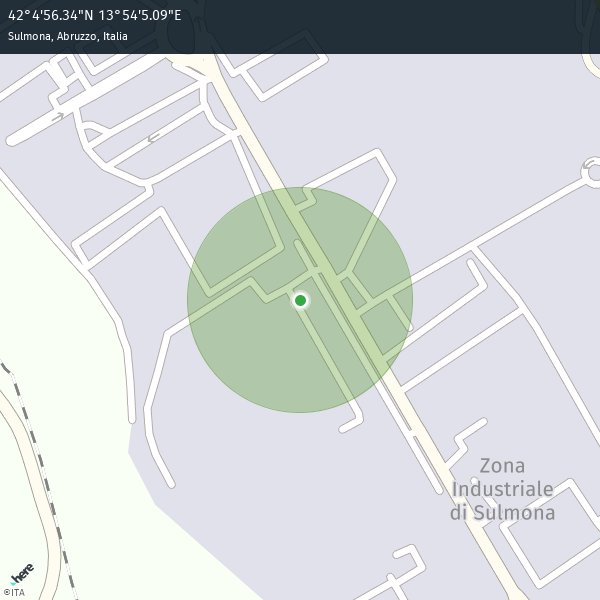 42°4'56.34"N 13°54'5.09"E
Sulmona, Abruzzo, Italia
Zona
Industriale
di Sulmona
here
©ITA